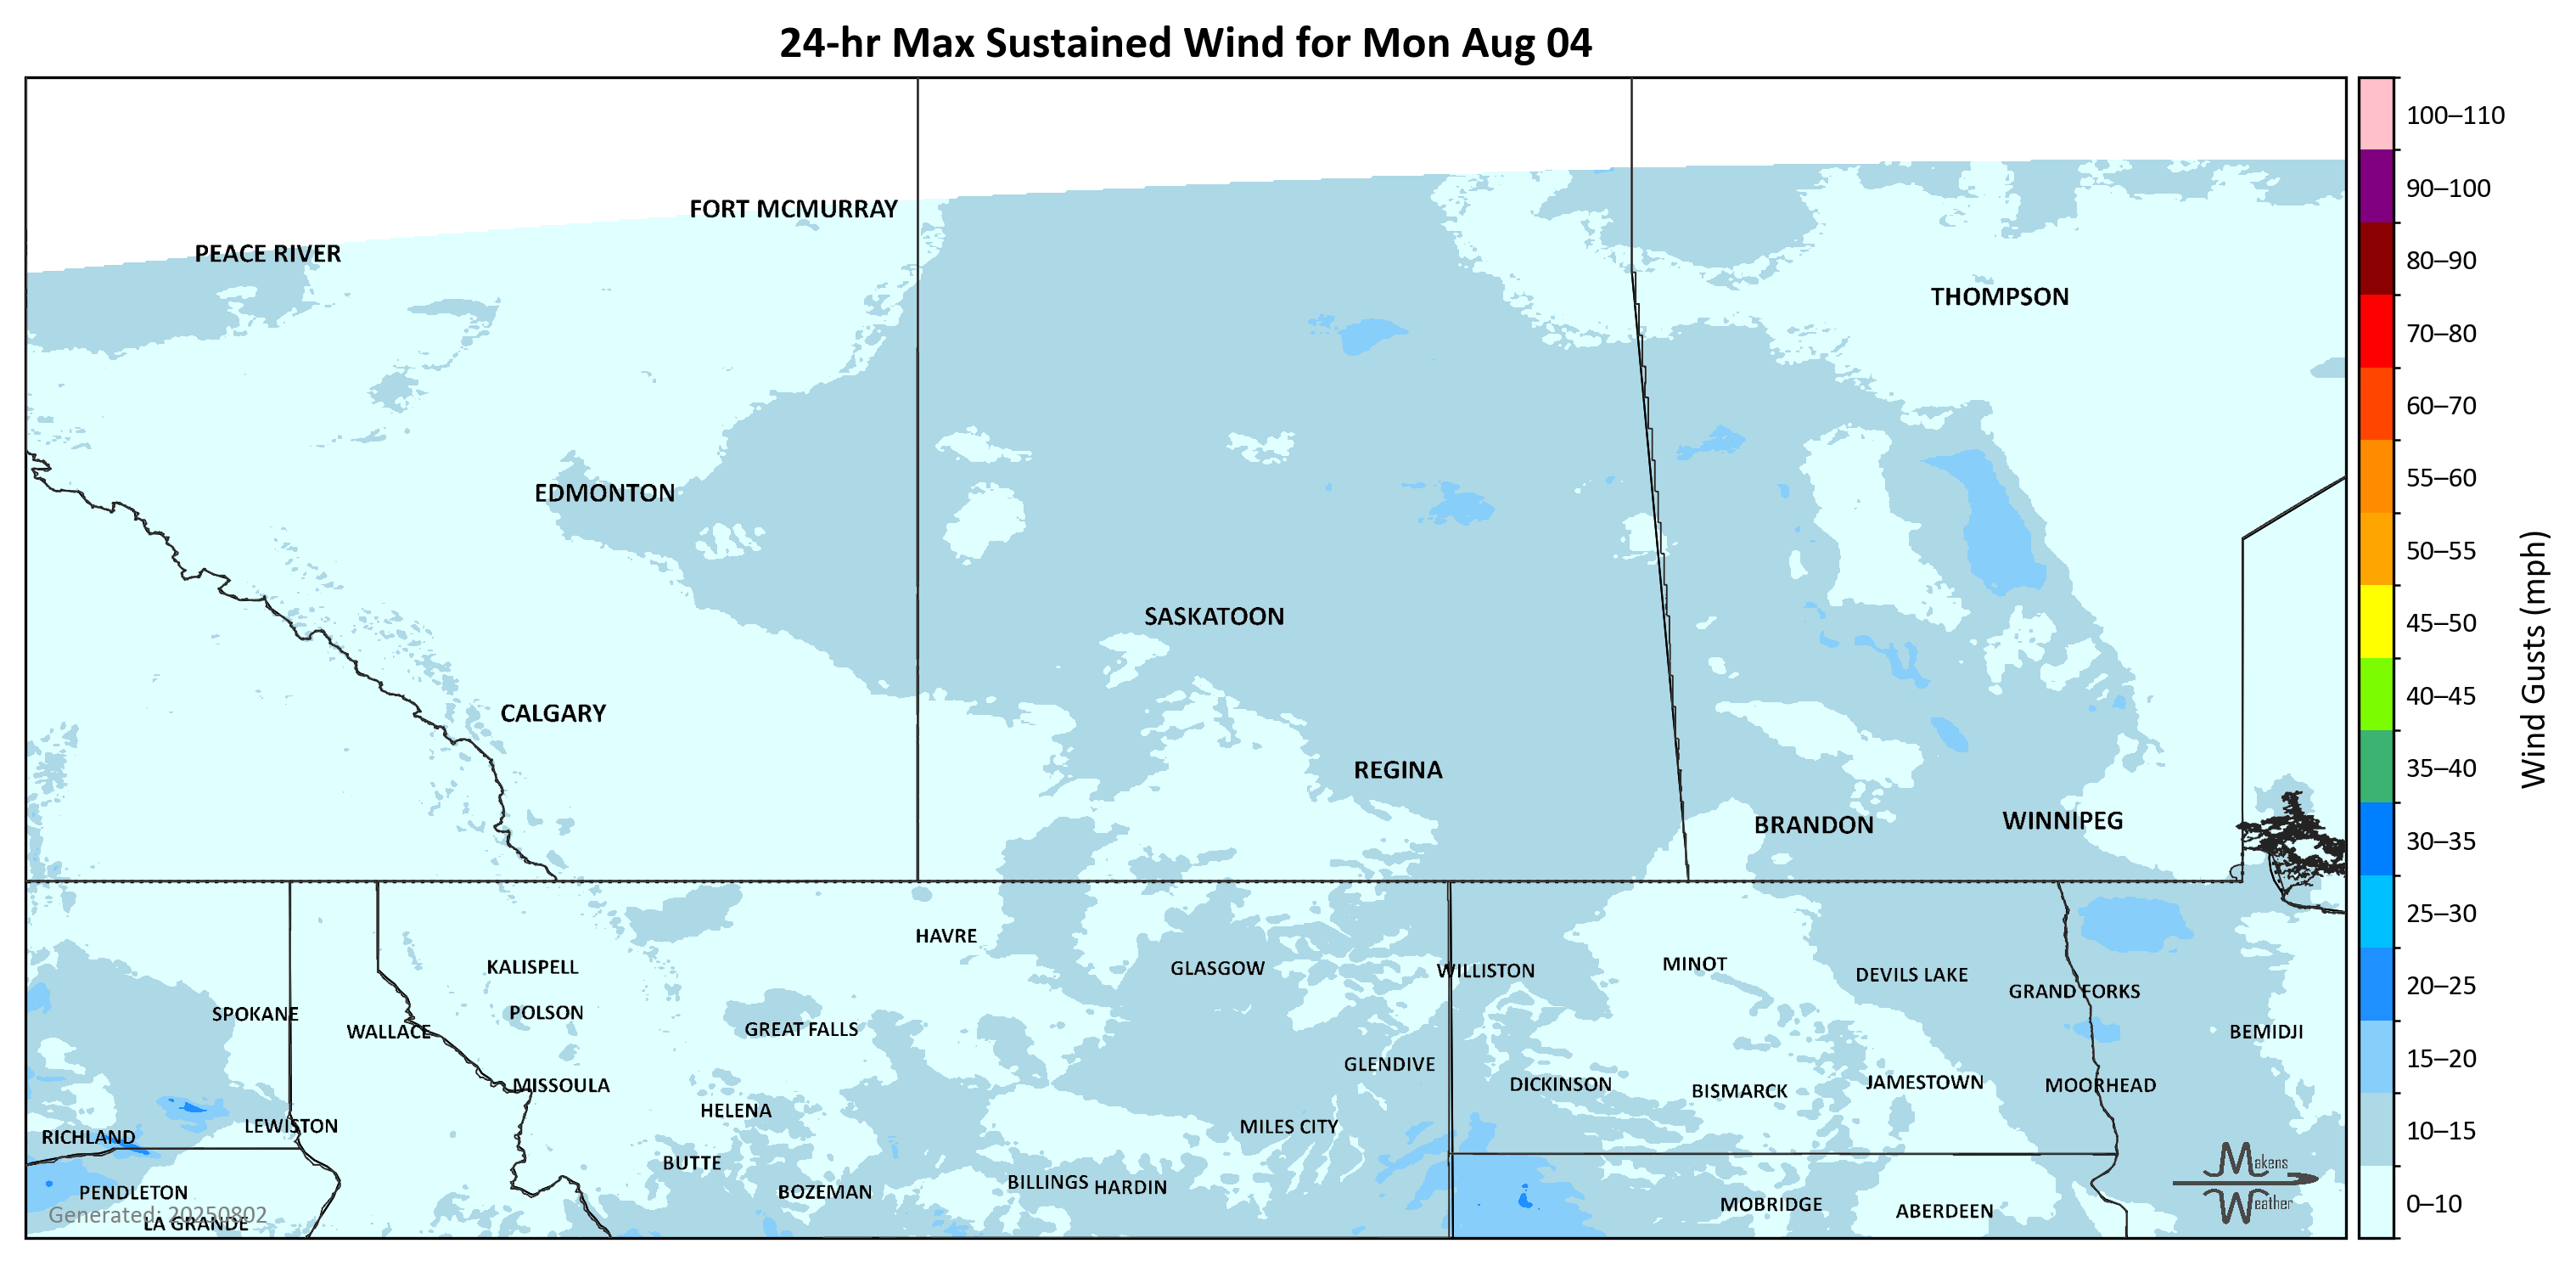 24-hr Max Sustained Wind for Mon Aug 04
100–110
90–100
80–90
70–80
60–70
55–60
50–55
45–50
40–45
35–40
30–35
25–30
20–25
15–20
10–15
0–10
Wind Gusts (mph)
FORT MCMURRAY
PEACE RIVER
THOMPSON
EDMONTON
SASKATOON
CALGARY
REGINA
BRANDON
WINNIPEG
HAVRE
KALISPELL
GLASGOW
WILLISTON
MINOT
DEVILS LAKE
GRAND FORKS
SPOKANE
POLSON
WALLACE
GREAT FALLS
BEMIDJI
GLENDIVE
MISSOULA
DICKINSON
BISMARCK
JAMESTOWN
MOORHEAD
HELENA
LEWISTON
MILES CITY
RICHLAND
BUTTE
BILLINGS
HARDIN
PENDLETON
BOZEMAN
MOBRIDGE
ABERDEEN
Generated: 20250802
LA GRANDE
Makens
Weather